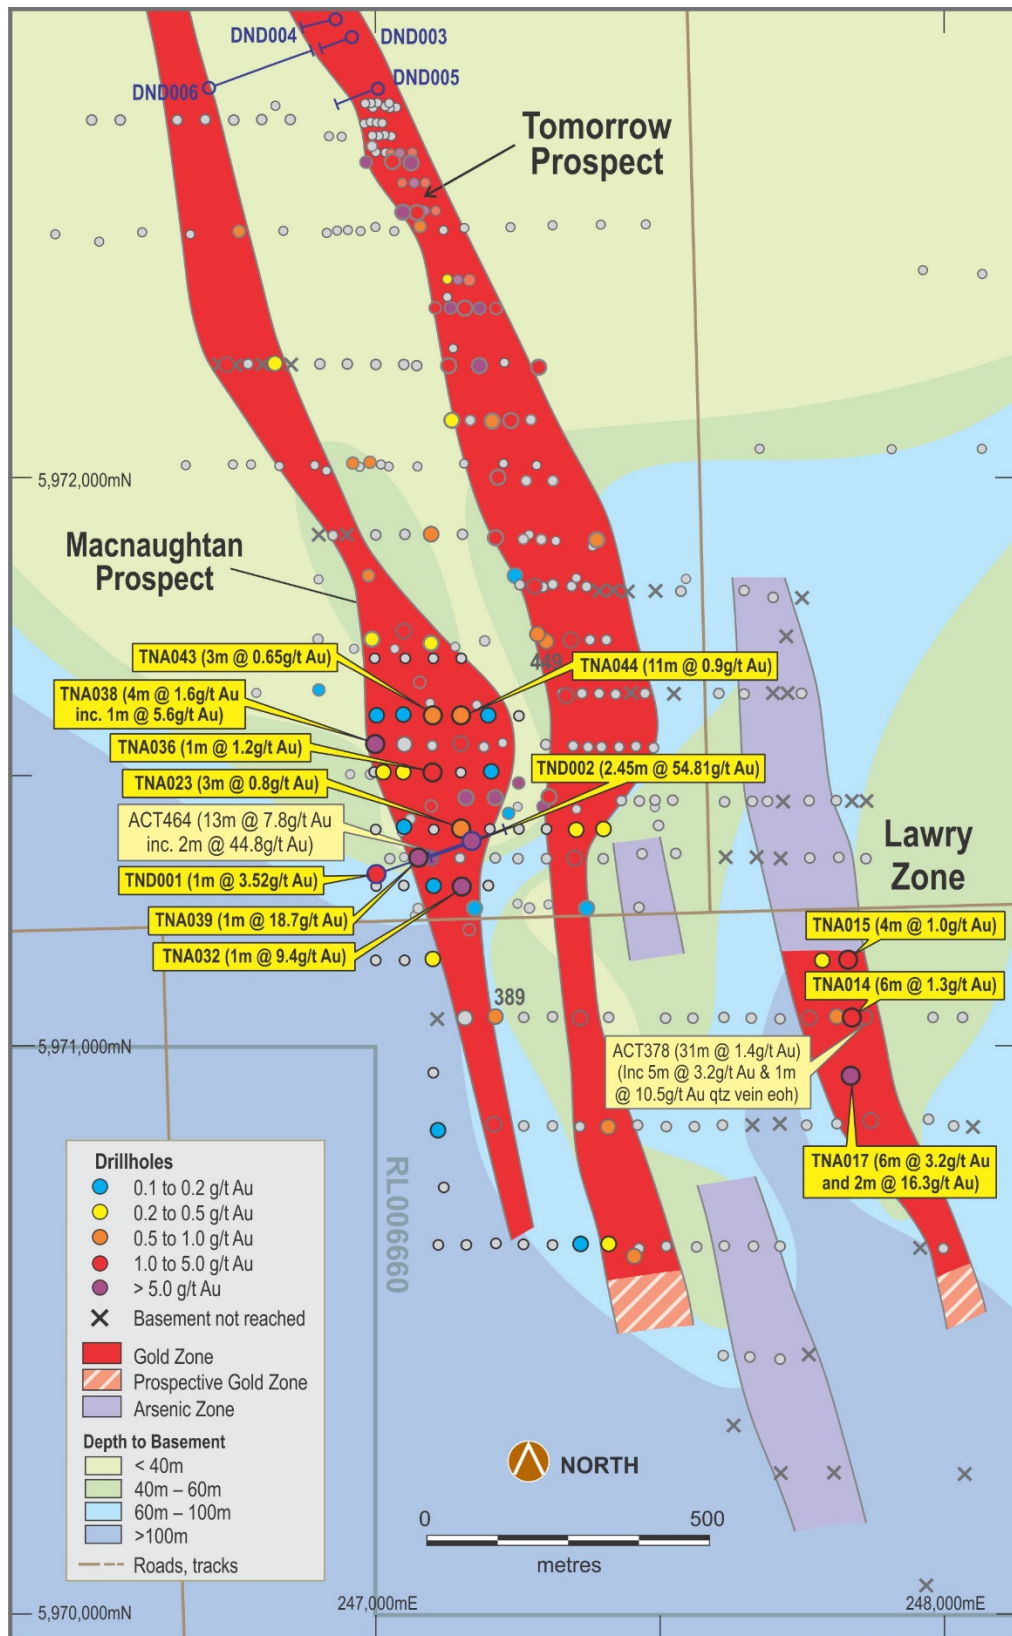 DND004
DND003
DND005
DND006
Tomorrow
Prospect
5,972,000mN
Macnaughtan
Prospect
449
TNA043 (3m @ 0.65g/t Au)
TNA044 (11m @ 0.9g/t Au)
TNA038 (4m @ 1.6g/t Au
inc. 1m @ 5.6g/t Au)
TNA036 (1m @ 1.2g/t Au)
TND002 (2.45m @ 54.81g/t Au)
TNA023 (3m @ 0.8g/t Au)
ACT464 (13m @ 7.8g/t Au
inc. 2m @ 44.8g/t Au)
Lawry
Zone
TND001 (1m @ 3.52g/t Au)
TNA039 (1m @ 18.7g/t Au)
TNA032 (1m @ 9.4g/t Au)
TNA015 (4m @ 1.0g/t Au)
TNA014 (6m @ 1.3g/t Au)
389
5,971,000mN
ACT378 (31m @ 1.4g/t Au)
(Inc 5m @ 3.2g/t Au & 1m
@ 10.5g/t Au qtz vein eoh)
TNA017 (6m @ 3.2g/t Au
and 2m @ 16.3g/t Au)
RL006660
Drillholes
0.1 to 0.2 g/t Au
0.2 to 0.5 g/t Au
0.5 to 1.0 g/t Au
1.0 to 5.0 g/t Au
> 5.0 g/t Au
Basement not reached
Gold Zone
Prospective Gold Zone
Arsenic Zone
Depth to Basement
< 40m
40m – 60m
60m – 100m
>100m
Roads, tracks
NORTH
0 500
metres
5,970,000mN
247,000mE
248,000mE